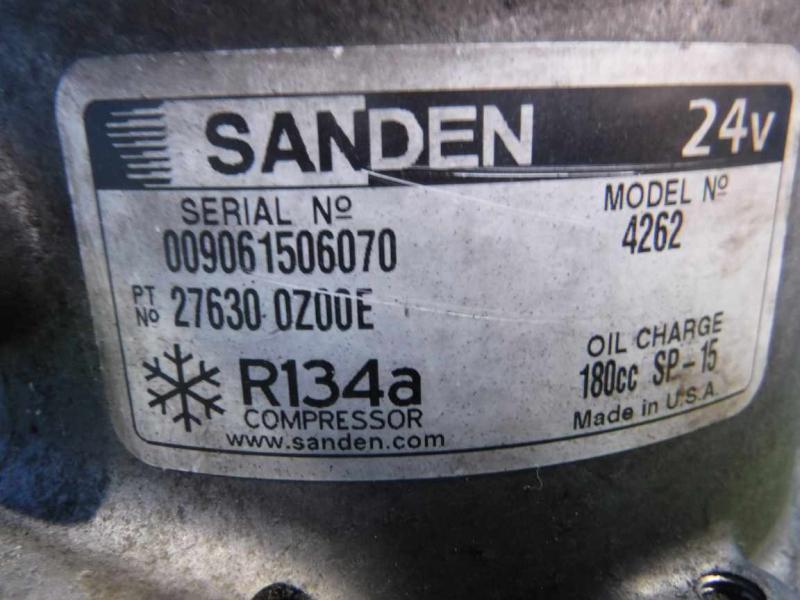 SANDEN 24v
SERIAL Nº
009061506070
MODEL Nº
4262
PT Nº 27630 0Z00E
R134a
COMPRESSOR
www.sanden.com
OIL CHARGE
180cc SP-15
Made in U.S.A.